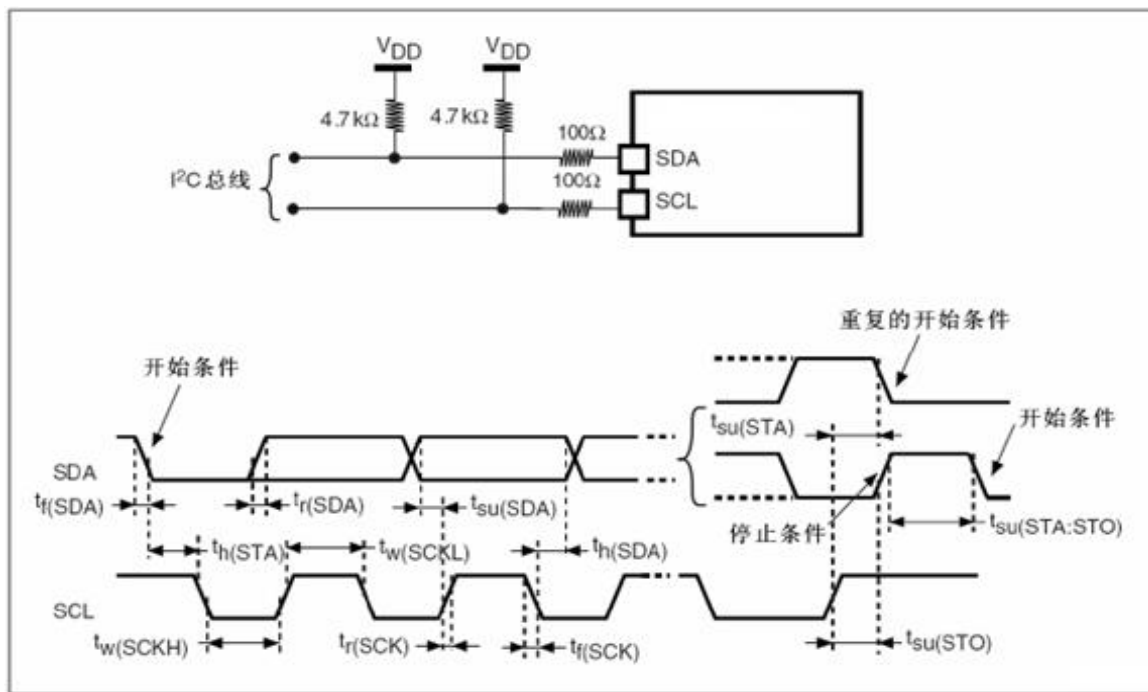 VDD
VDD
4.7kΩ
4.7kΩ
100Ω
SDA
I²C总线
100Ω
SCL
重复的开始条件
开始条件
开始条件
tsu(STA)
SDA
tf(SDA)
tr(SDA)
tsu(SDA)
停止条件
tsu(STA:STO)
th(STA)
tw(SCKL)
th(SDA)
SCL
tw(SCKH)
tr(SCK)
tf(SCK)
tsu(STO)